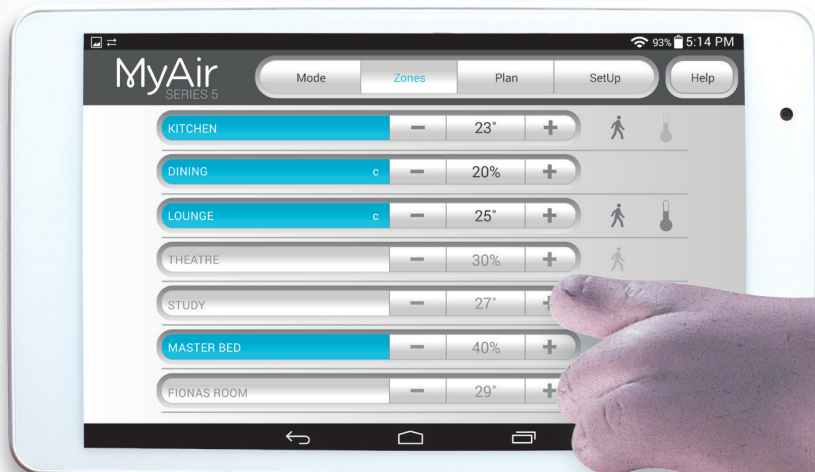 93% 5:14 PM
MyAir
SERIES 5
Mode Zones Plan SetUp Help
KITCHEN 23°
DINING c 20%
LOUNGE c 25°
THEATRE 30%
STUDY 27°
MASTER BED 40%
FIONAS ROOM 29°